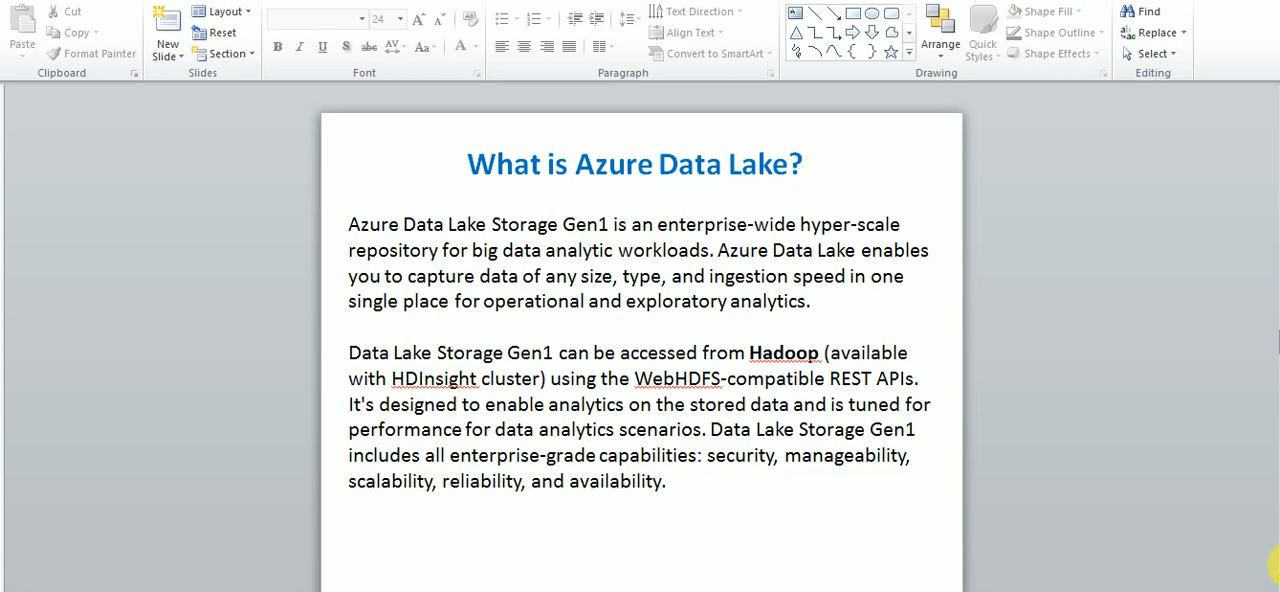 Cut Layout 24 Text Direction Shape Fill Find
Copy Reset Align Text Shape Outline Replace
Paste Format Painter New Slide Section B I U S abc AV Aa A Convert to SmartArt Arrange Quick Styles Shape Effects Select
Clipboard Slides Font Paragraph Drawing Editing
What is Azure Data Lake?
Azure Data Lake Storage Gen1 is an enterprise-wide hyper-scale
repository for big data analytic workloads. Azure Data Lake enables
you to capture data of any size, type, and ingestion speed in one
single place for operational and exploratory analytics.
Data Lake Storage Gen1 can be accessed from Hadoop (available
with HDInsight cluster) using the WebHDFS-compatible REST APIs.
It's designed to enable analytics on the stored data and is tuned for
performance for data analytics scenarios. Data Lake Storage Gen1
includes all enterprise-grade capabilities: security, manageability,
scalability, reliability, and availability.